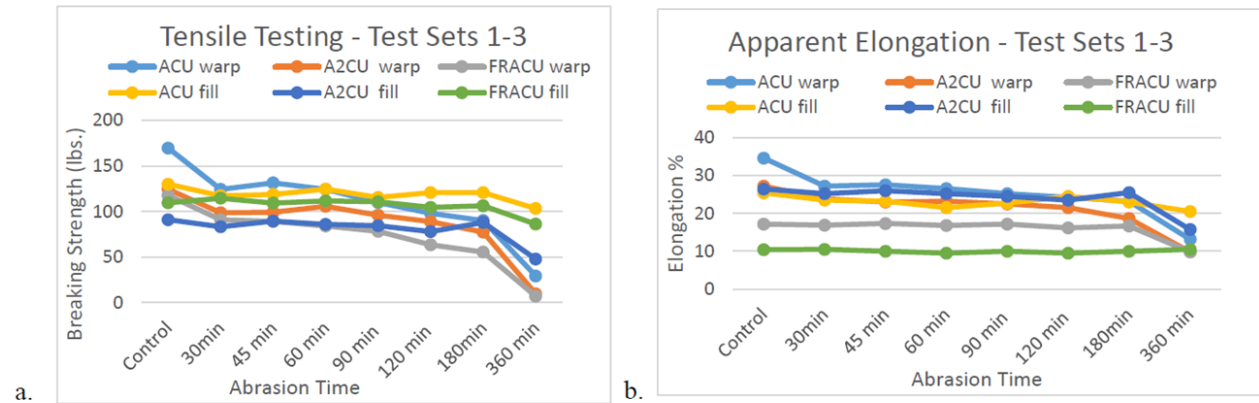 Tensile Testing - Test Sets 1-3
ACU warp A2CU warp FRACU warp
ACU fill A2CU fill FRACU fill
200
150
100
50
0
Breaking Strength (lbs.)
Control 30min 45 min 60 min 90 min 120 min 180min 360 min
Abrasion Time
a.
Apparent Elongation - Test Sets 1-3
ACU warp A2CU warp FRACU warp
ACU fill A2CU fill FRACU fill
40
30
20
10
0
Elongation %
Control 30min 45 min 60 min 90 min 120 min 180min 360 min
Abrasion Time
b.